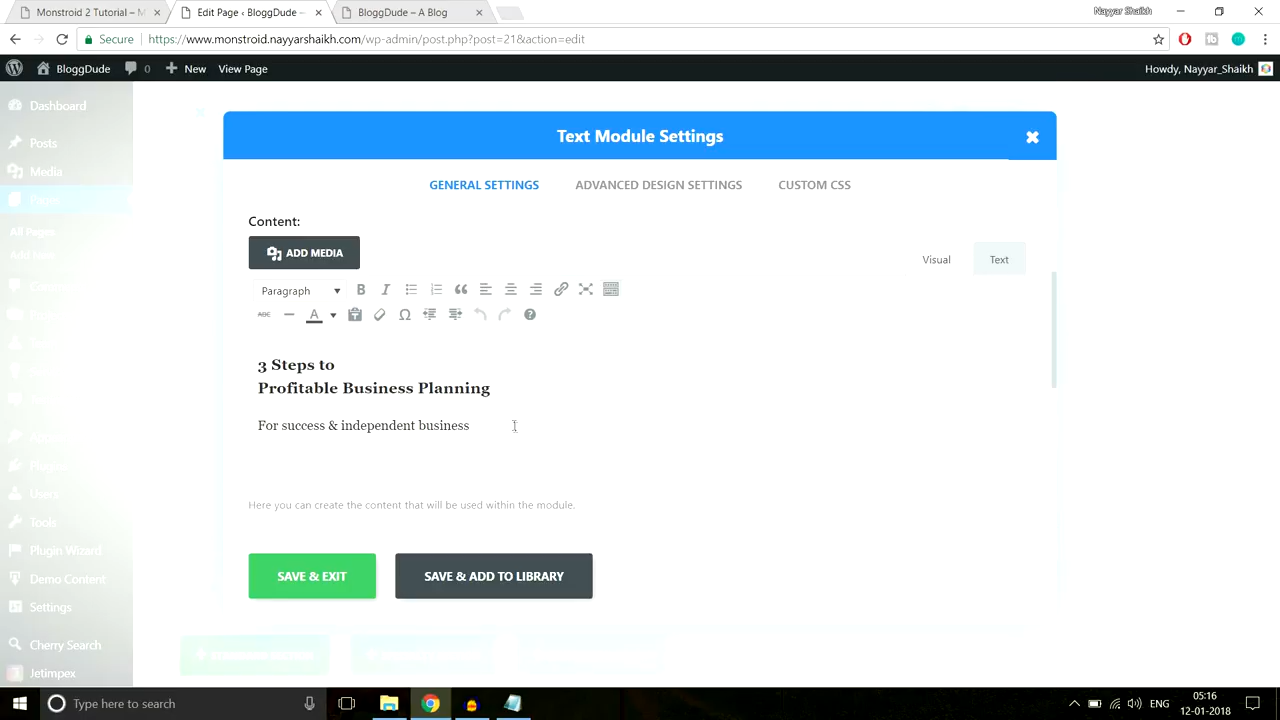 Monstroid 2 Tutorial – M
Edit Page ‹ BloggDude —
BloggDude – A Blog
Nayyar Shaikh
Secure
https://www.monstroid.nayyarshaikh.com/wp-admin/post.php?post=21&action=edit
BloggDude
0
New
View Page
Howdy, Nayyar_Shaikh
Dashboard
Posts
Media
Pages
All Pages
Users
Tools
Plugin Wizard
Demo Content
Settings
Cherry Search
Jetimpex
Text Module Settings
GENERAL SETTINGS
ADVANCED DESIGN SETTINGS
CUSTOM CSS
Content:
ADD MEDIA
Visual
Text
Paragraph
B
I
ABC
A
3 Steps to
Profitable Business Planning
For success & independent business
Here you can create the content that will be used within the module.
SAVE & EXIT
SAVE & ADD TO LIBRARY
Type here to search
ENG
05:16
12-01-2018